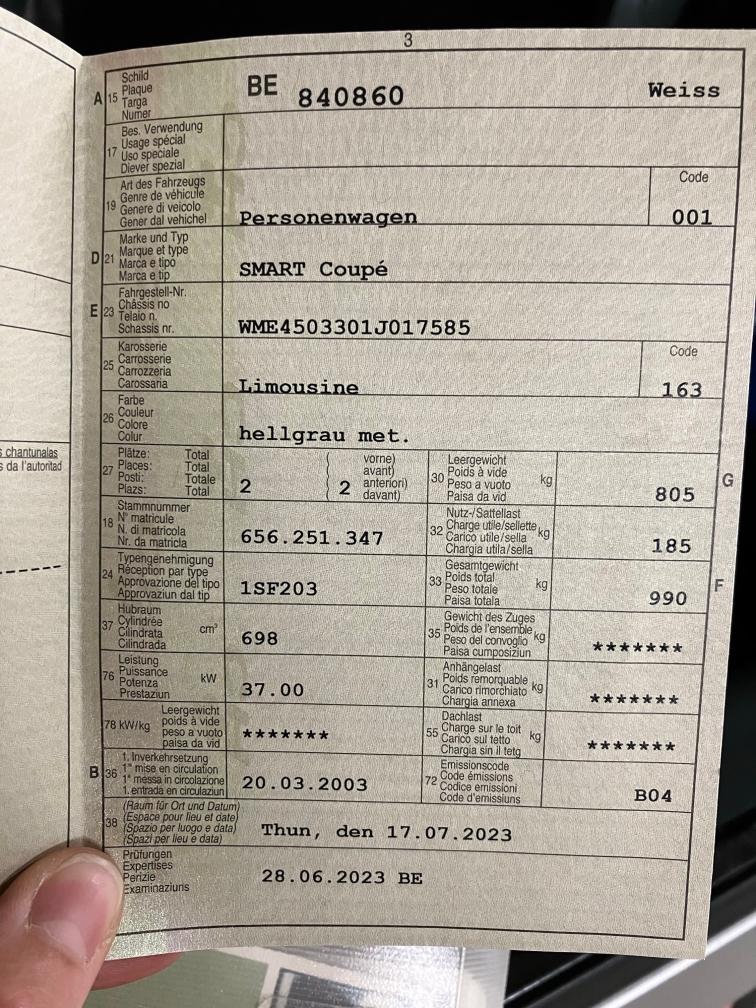 3
A 15 Schild
Plaque
Targa
Numer
BE 840860 Weiss
17 Bes. Verwendung
Usage spécial
Uso speciale
Diever spezial
19 Art des Fahrzeugs
Genre de véhicule
Genere di veicolo
Gener dal vehichel
Personenwagen
Code
001
D 21 Marke und Typ
Marque et type
Marca e tipo
Marca e tip
SMART Coupé
E 23 Fahrgestell-Nr.
Châssis no
Telaio n.
Schassis nr.
WME4503301J017585
25 Karosserie
Carrosserie
Carrozzeria
Carossaria
Limousine
Code
163
26 Farbe
Couleur
Colore
Colur
hellgrau met.
27 Plätze: Total
Places: Total
Posti: Totale
Plazs: Total
2
2
vorne)
avant)
anteriori)
davant)
30 Leergewicht
Poids à vide
Peso a vuoto
Paisa da vid
kg
805
G
s chantunalas
s da l'autoritad
18 Stammnummer
N° matricule
N. di matricola
Nr. da matricla
656.251.347
32 Nutz-/Sattellast
Charge utile/sellette
Carico utile/sella
Chargia utila/sella
kg
185
24 Typengenehmigung
Réception par type
Approvazione del tipo
Approvaziun dal tip
1SF203
33 Gesamtgewicht
Poids total
Peso totale
Paisa totala
kg
990
F
37 Hubraum
Cylindrée
Cilindrata
Cilindrada
cm³
698
35 Gewicht des Zuges
Poids de l'ensemble
Peso del convoglio
Paisa cumposiziun
kg
*******
76 Leistung
Puissance
Potenza
Prestaziun
kW
37.00
31 Anhängelast
Poids remorquable
Carico rimorchiato
Chargia annexa
kg
*******
78 kW/kg Leergewicht
poids à vide
peso a vuoto
paisa da vid
*******
55 Dachlast
Charge sur le toit
Carico sul tetto
Chargia sin il tetg
kg
*******
B 36 1. Inverkehrsetzung
1re mise en circulation
1a messa in circolazione
1. entrada en circulaziun
20.03.2003
72 Emissionscode
Code émissions
Codice emissioni
Code d'emissiuns
B04
38 (Raum für Ort und Datum)
(Espace pour lieu et date)
(Spazio per luogo e data)
(Spazi per lieu e data)
Thun, den 17.07.2023
Prüfungen
Expertises
Perizie
Examinaziuns
28.06.2023 BE